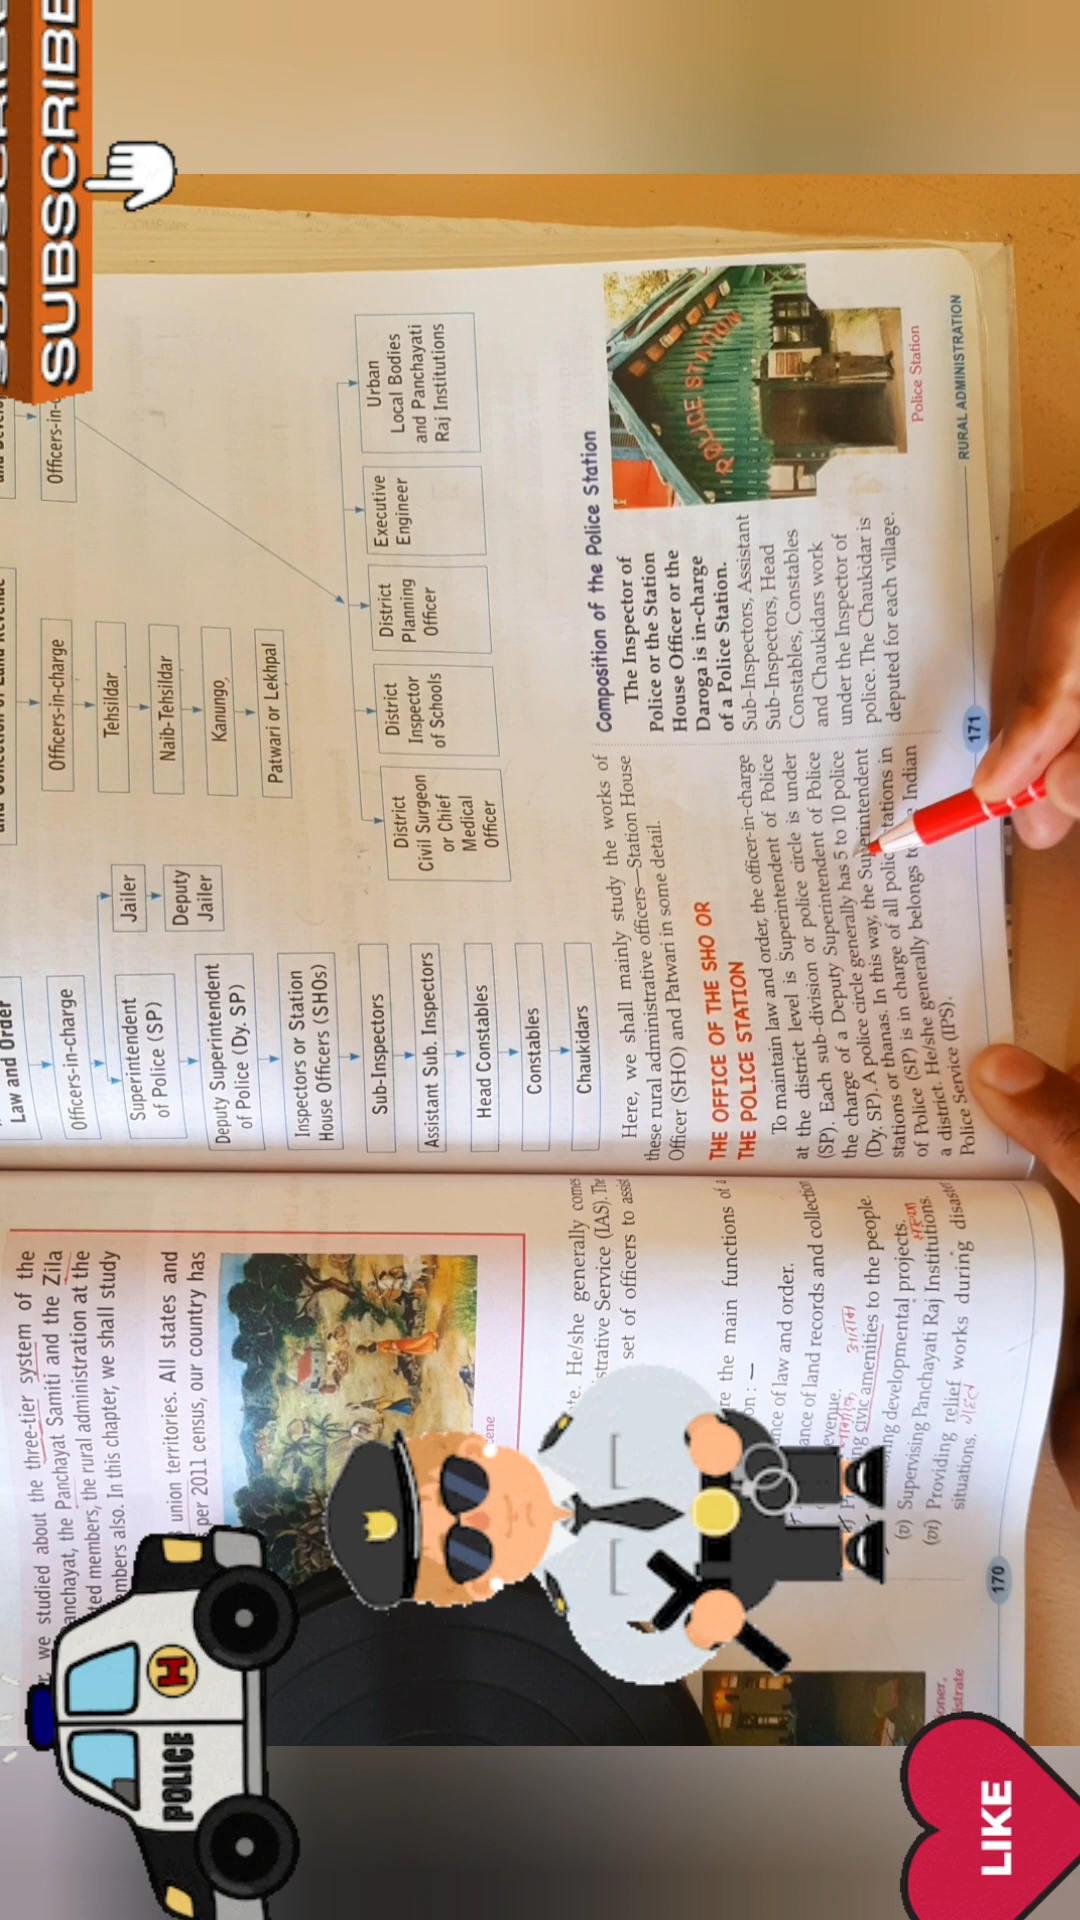 SUBSCRIBE
we studied about the three-tier system of the
Panchayat Samiti and the Zila
members, the rural administration at the
also. In this chapter, we shall study
union territories. All states and
per 2011 census, our country has
He/she generally comes
Service (IAS). The
set of officers to assist
the main functions of
on : —
of law and order.
of land records and collection
revenue.
civic amenities to the people.
developmental projects.
(v) Supervising Panchayati Raj Institutions.
(vi) Providing relief works during disaster
situations.
170
Law and Order
Officers-in-charge
Superintendent
of Police (SP)
Jailer
Deputy
Jailer
Deputy Superintendent
of Police (Dy. SP)
Inspectors or Station
House Officers (SHOs)
Sub-Inspectors
Assistant Sub. Inspectors
Head Constables
Constables
Chaukidars
Officers-in-charge
Tehsildar
Naib-Tehsildar
Kanungo
Patwari or Lekhpal
District
Civil Surgeon
or Chief
Medical
Officer
District
Inspector
of Schools
District
Planning
Officer
Executive
Engineer
Urban
Local Bodies
and Panchayati
Raj Institutions
Here, we shall mainly study the works of
these rural administrative officers—Station House
Officer (SHO) and Patwari in some detail.
THE OFFICE OF THE SHO OR
THE POLICE STATION
To maintain law and order, the officer-in-charge
at the district level is Superintendent of Police
(SP). Each sub-division or police circle is under
the charge of a Deputy Superintendent of Police
(Dy. SP). A police circle generally has 5 to 10 police
stations or thanas. In this way, the Superintendent
of Police (SP) is in charge of all police stations in
a district. He/she generally belongs to Indian
Police Service (IPS).
Composition of the Police Station
The Inspector of
Police or the Station
House Officer or the
Daroga is in-charge
of a Police Station.
Sub-Inspectors, Assistant
Sub-Inspectors, Head
Constables, Constables
and Chaukidars work
under the Inspector of
police. The Chaukidar is
deputed for each village.
POLICE STATION
Police Station
171
RURAL ADMINISTRATION
POLICE
H
LIKE